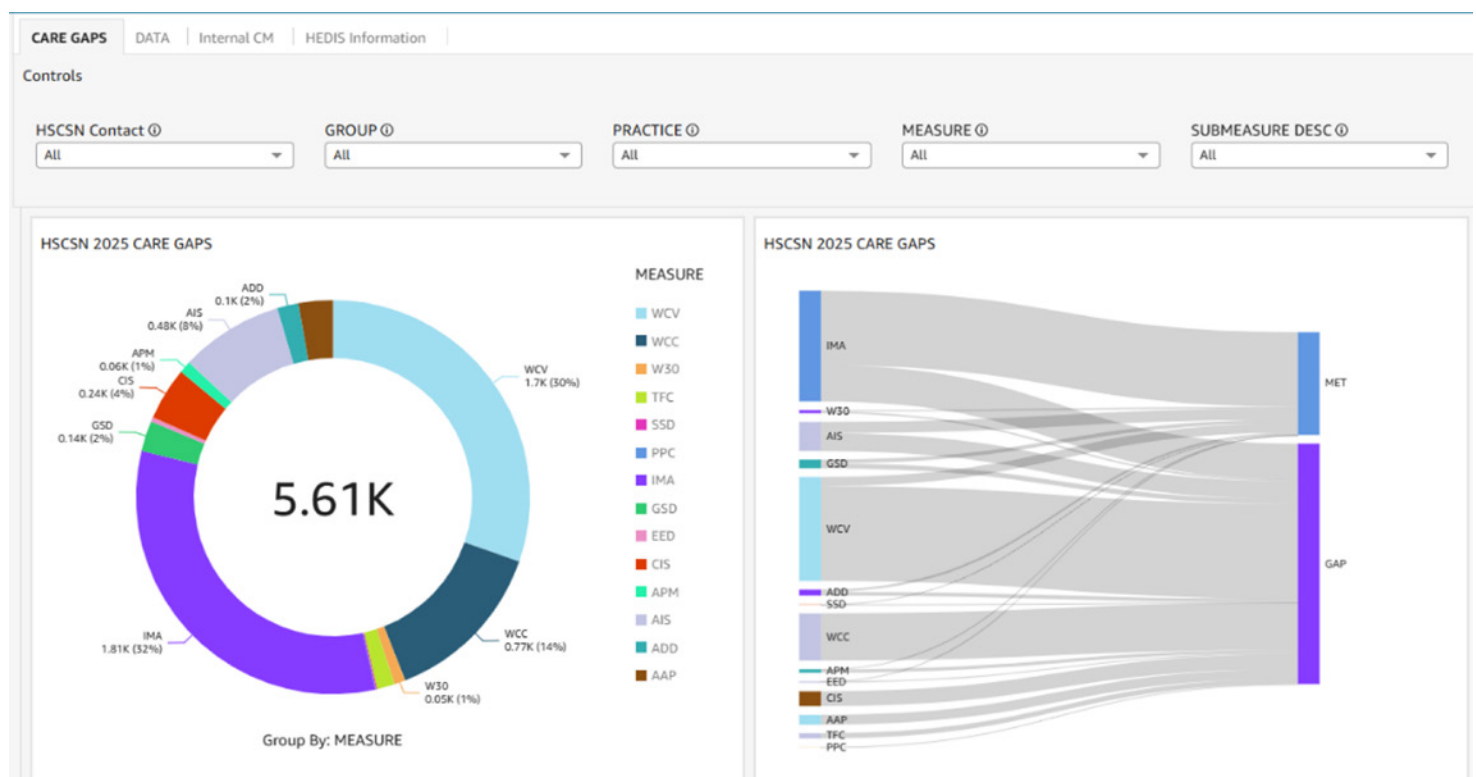 CARE GAPS DATA Internal CM HEDIS Information
Controls
HSCSN Contact GROUP PRACTICE MEASURE SUBMEASURE DESC
All All All All All
HSCSN 2025 CARE GAPS
ADD
0.1K (2%)
AIS
0.48K (8%)
APM
0.06K (1%)
CIS
0.24K (4%)
GSD
0.14K (2%)
WCV
1.7K (30%)
5.61K
IMA
1.81K (32%)
WCC
0.77K (14%)
W30
0.05K (1%)
Group By: MEASURE
MEASURE
WCV
WCC
W30
TFC
SSD
PPC
IMA
GSD
EED
CIS
APM
AIS
ADD
AAP
HSCSN 2025 CARE GAPS
IMA
W30
AIS
GSD
WCV
ADD
SSD
WCC
APM
EED
CIS
AAP
TFC
PPC
MET
GAP